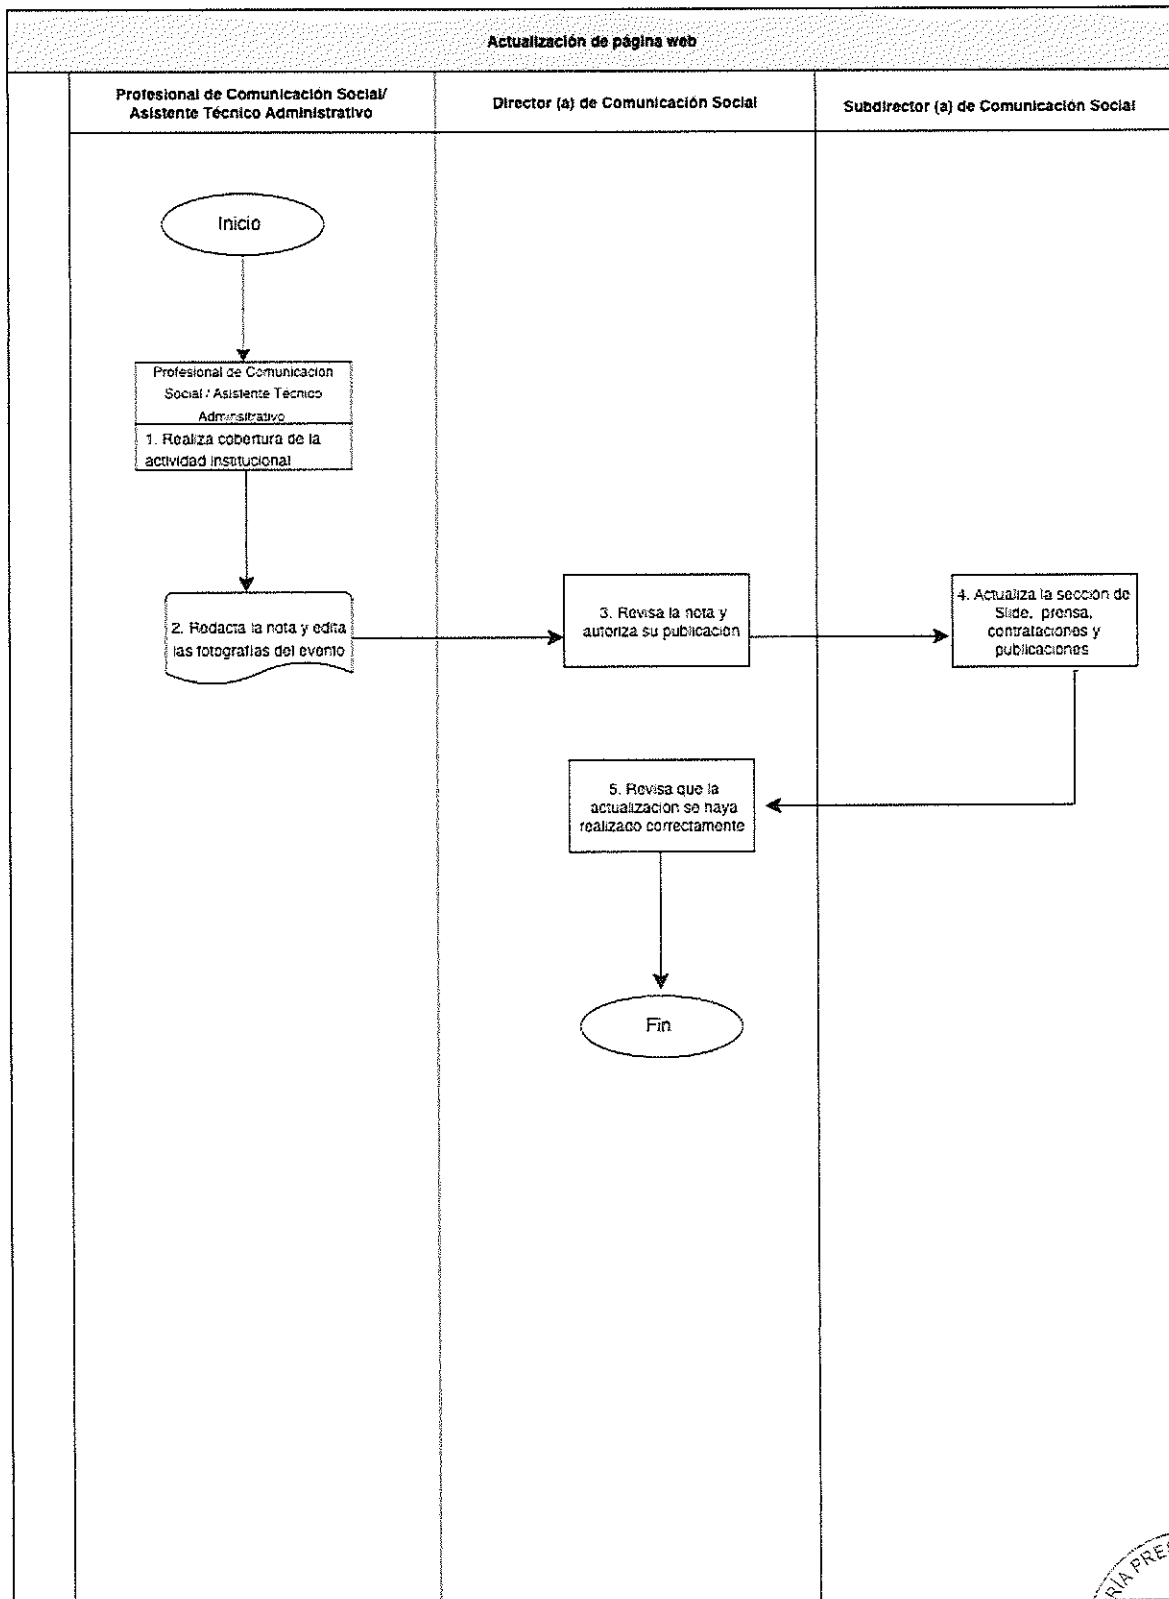 Actualización de página web
Profesional de Comunicación Social/
Asistente Técnico Administrativo
Director (a) de Comunicación Social
Subdirector (a) de Comunicación Social
Inicio
Profesional de Comunicación
Social / Asistente Técnico
Adminsitrativo
1. Realiza cobertura de la
actividad institucional
2. Redacta la nota y edita
las fotografías del evento
3. Revisa la nota y
autoriza su publicación
4. Actualiza la sección de
Slide, prensa,
contrataciones y
publicaciones
5. Revisa que la
actualización se haya
realizado correctamente
Fin
RÍA PRES